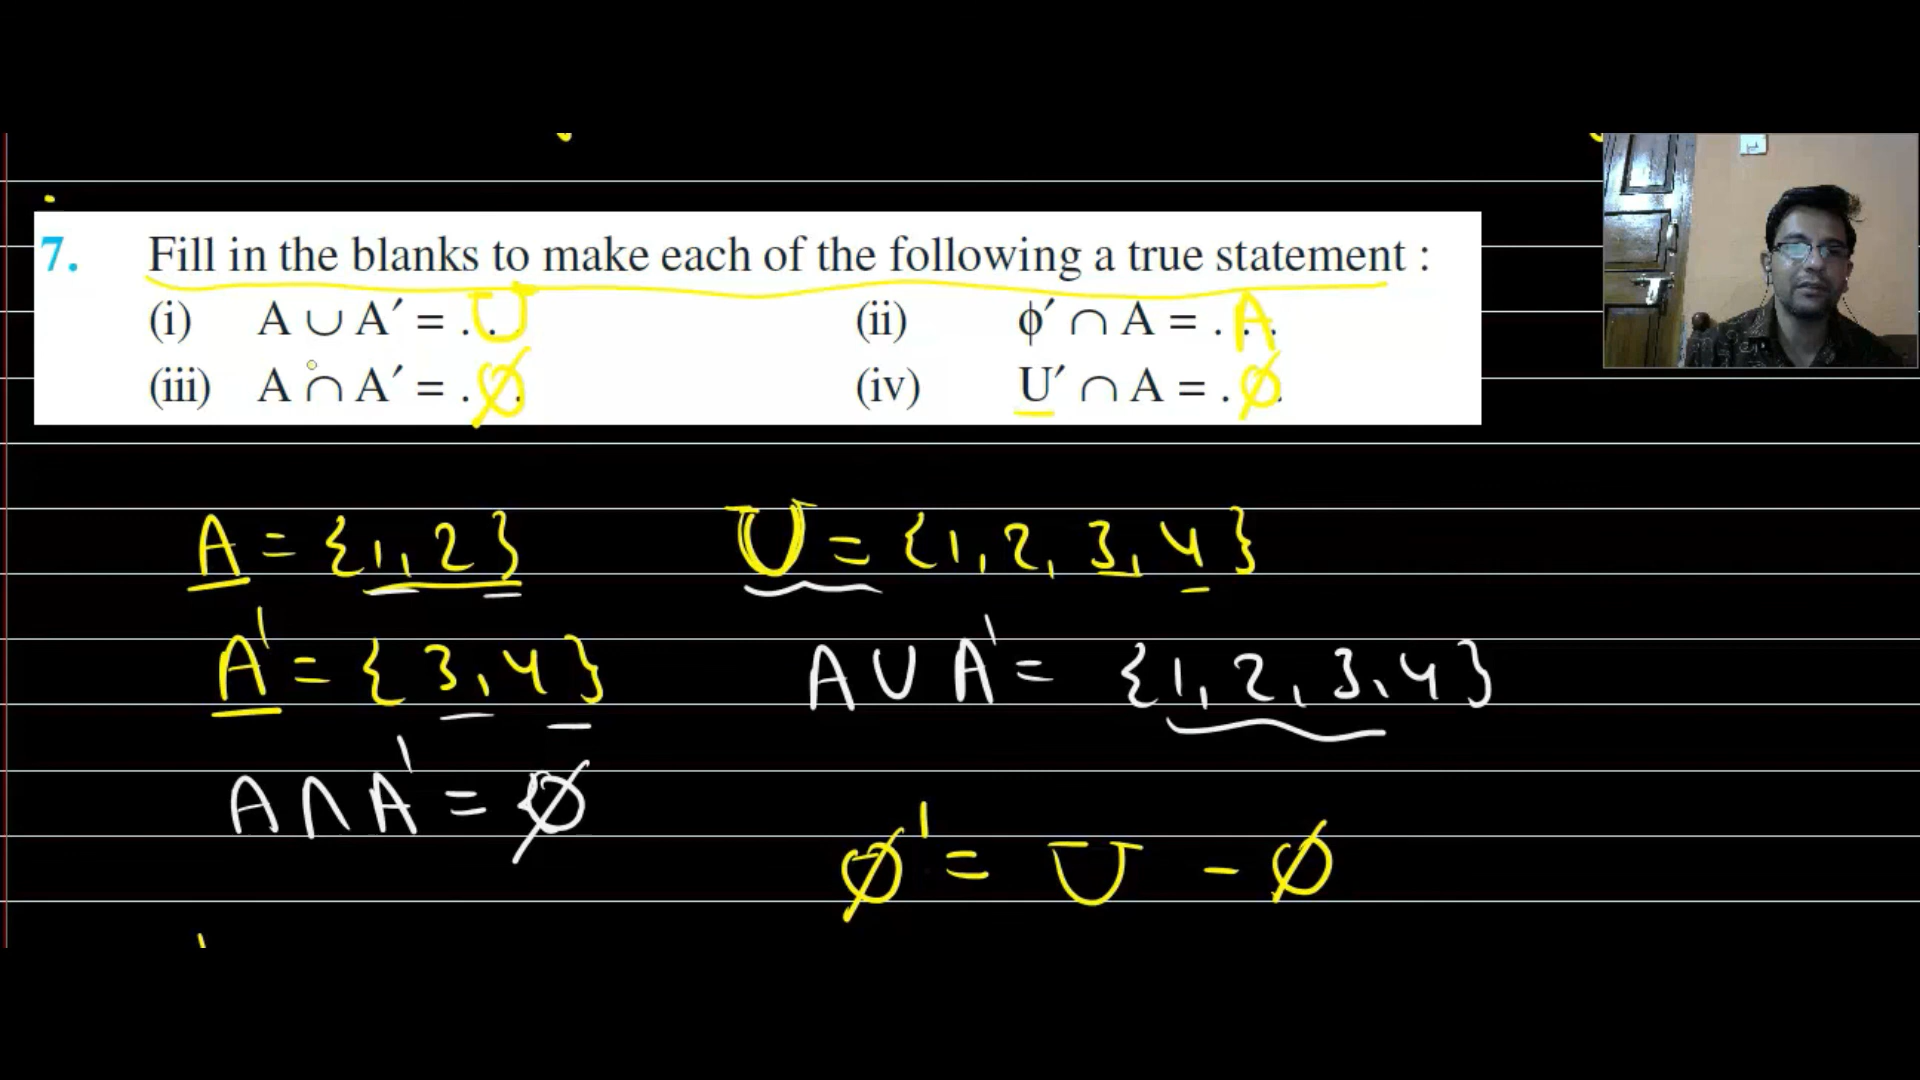 7. Fill in the blanks to make each of the following a true statement :
(i) A ∪ A′ = . U . (ii) ϕ′ ∩ A = . A .
(iii) A ∩ A′ = . ∅ . (iv) U′ ∩ A = . ∅ .
A = {1, 2} U = {1, 2, 3, 4}
A' = {3, 4} A ∪ A' = {1, 2, 3, 4}
A ∩ A' = ∅
∅' = U - ∅